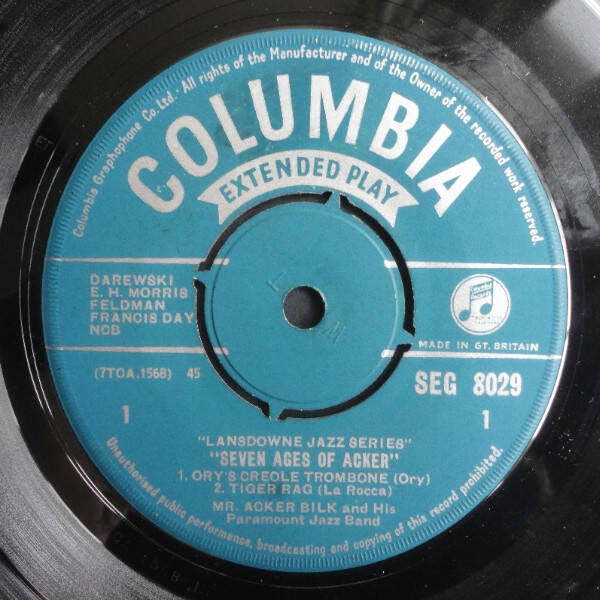 Columbia Graphophone Co. Ltd. · All rights of the Manufacturer and of the Owner of the recorded work reserved.
COLUMBIA
EXTENDED PLAY
DAREWSKI
E. H. MORRIS
FELDMAN
FRANCIS DAY
NCB
MADE IN GT. BRITAIN
(7TOA.1568) 45
SEG 8029
1
1
"LANSDOWNE JAZZ SERIES"
"SEVEN AGES OF ACKER"
1. ORY'S CREOLE TROMBONE (Ory)
2. TIGER RAG (La Rocca)
MR. ACKER BILK and His
Paramount Jazz Band
Unauthorised public performance, broadcasting and copying of this record prohibited.